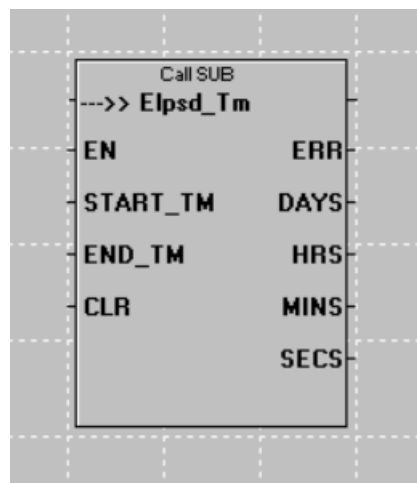 Call SUB
--->> Elpsd_Tm
EN ERR
START_TM DAYS
END_TM HRS
CLR MINS
SECS